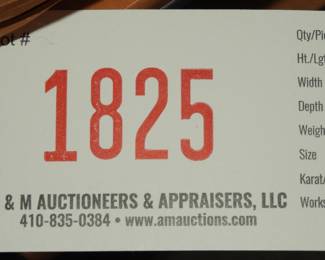 ot #
1825
& M AUCTIONEERS & APPRAISERS, LLC
410-835-0384 • www.amauctions.com
Qty/Pi
Ht./Lgt
Width
Depth
Weigh
Size
Karat/
Works